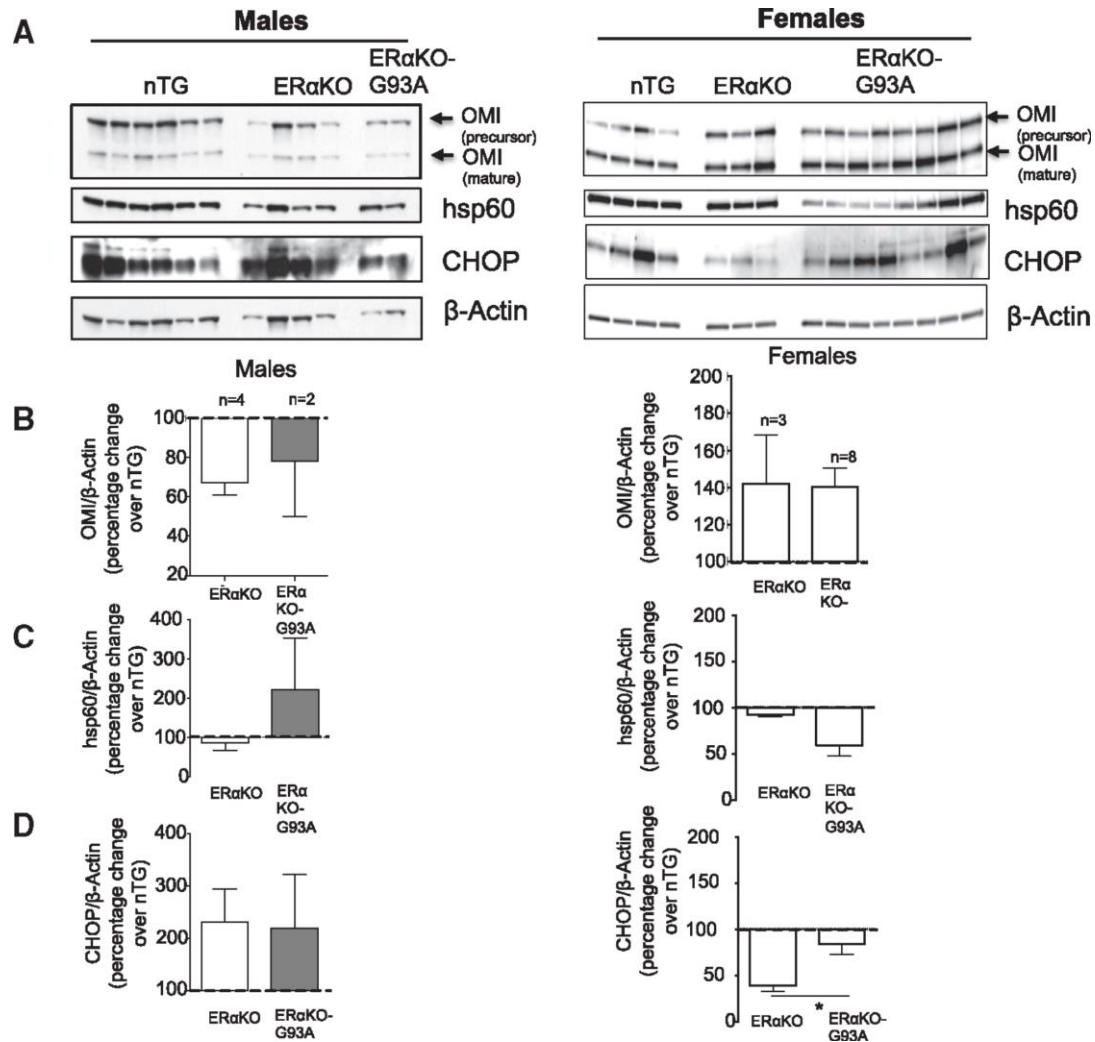 A
Males
Females
nTG
ERαKO
ERαKO-
G93A
nTG
ERαKO
ERαKO-
G93A
OMI
(precursor)
OMI
(mature)
hsp60
CHOP
β-Actin
OMI
(precursor)
OMI
(mature)
hsp60
CHOP
β-Actin
B
Males
n=4
n=2
OMI/β-Actin
(percentage change
over nTG)
100
80
60
40
20
ERαKO
ERα
KO-
G93A
Females
n=3
n=8
OMI/β-Actin
(percentage change
over nTG)
200
180
160
140
120
100
ERαKO
ERα
KO-
C
hsp60/β-Actin
(percentage change
over nTG)
400
300
200
100
0
ERαKO
ERα
KO-
G93A
hsp60/β-Actin
(percentage change
over nTG)
200
150
100
50
0
ERαKO
ERα
KO-
G93A
D
CHOP/β-Actin
(percentage change
over nTG)
400
300
200
100
ERαKO
ERαKO-
G93A
CHOP/β-Actin
(percentage change
over nTG)
200
150
100
50
0
*
ERαKO
ERαKO-
G93A